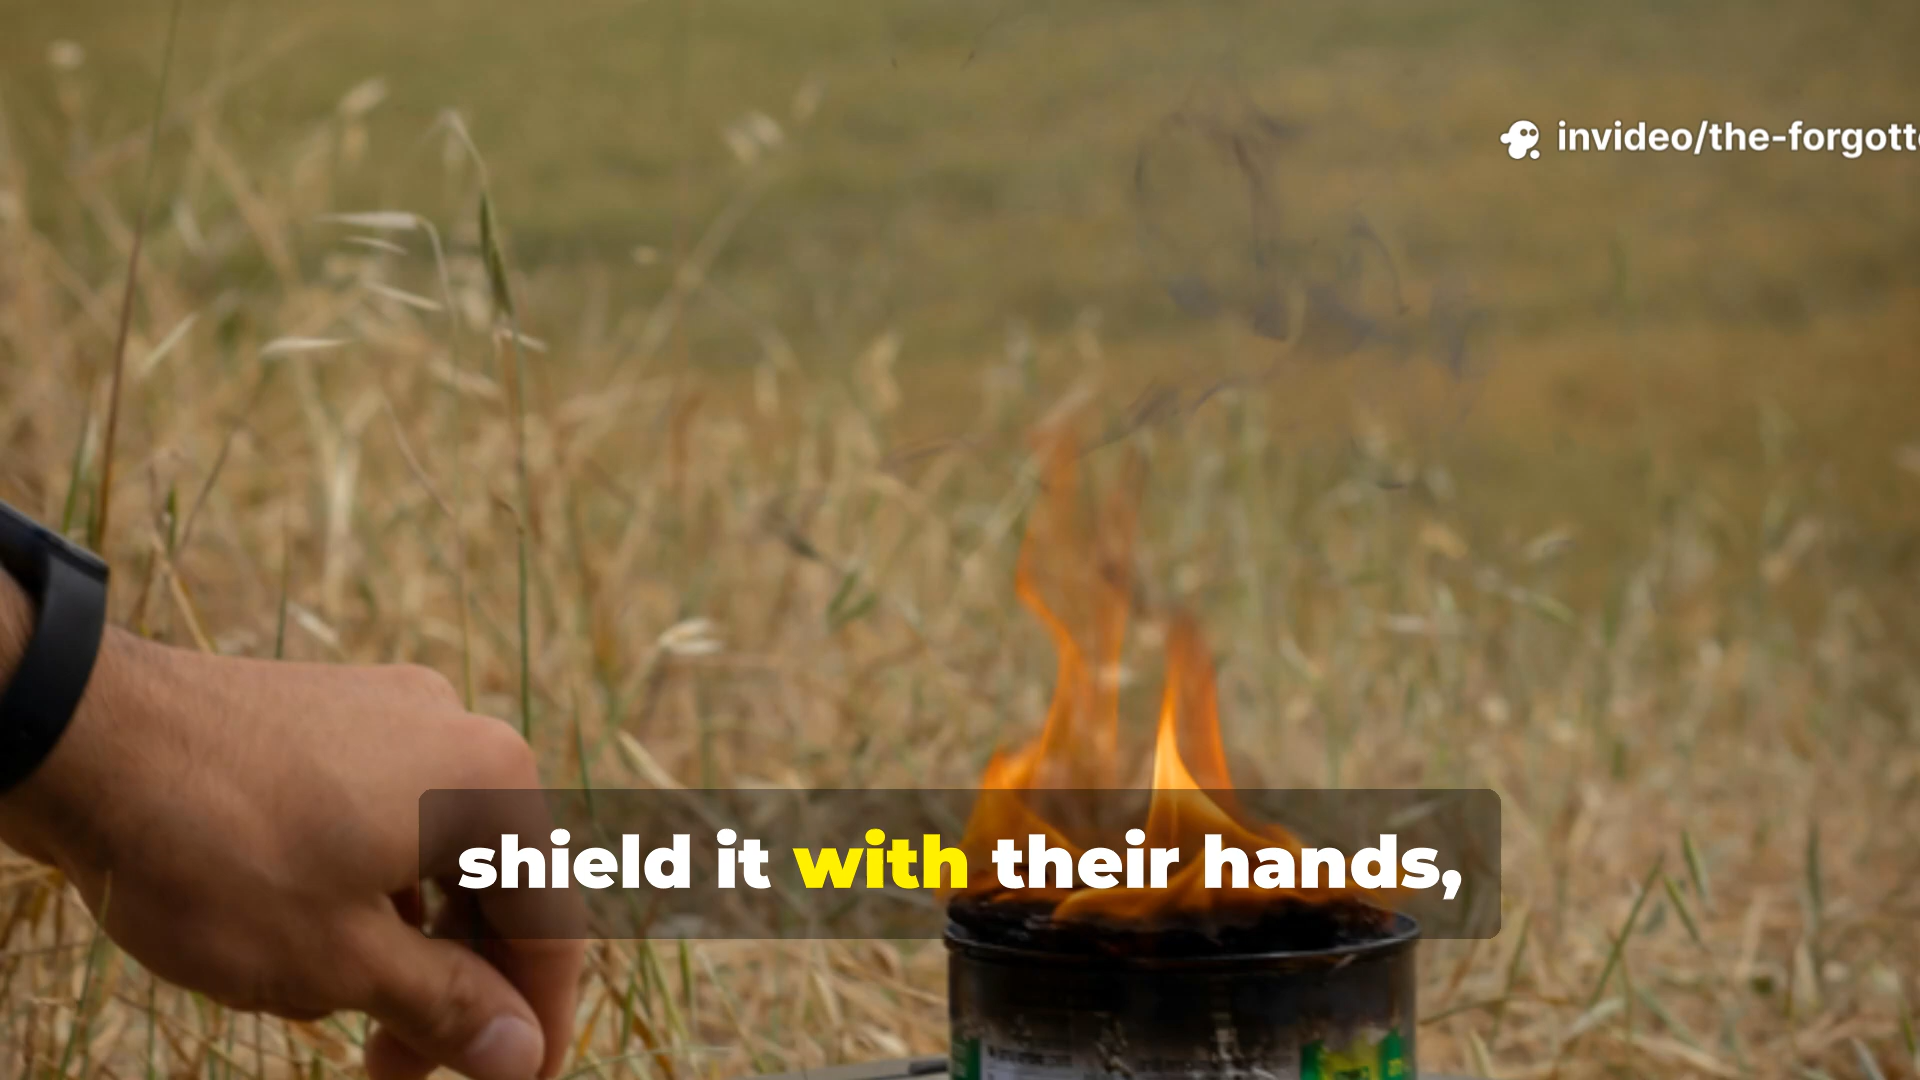 invideo/the-forgott
shield it with their hands,